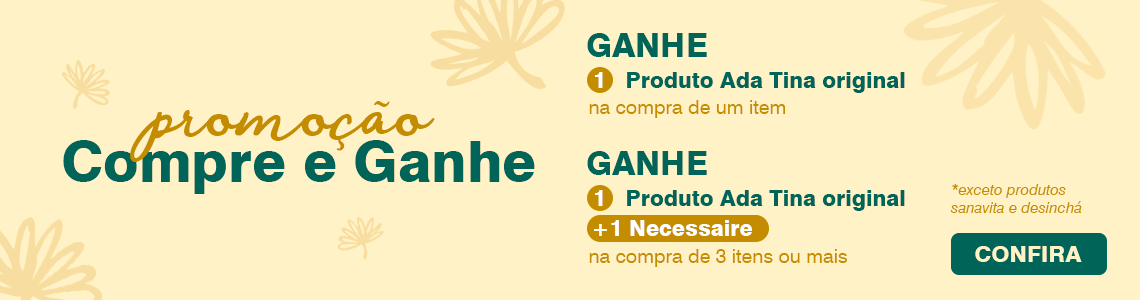 promoção
Compre e Ganhe
GANHE
1 Produto Ada Tina original
na compra de um item
GANHE
1 Produto Ada Tina original
+1 Necessaire
na compra de 3 itens ou mais
*exceto produtos
sanavita e desinchá
CONFIRA